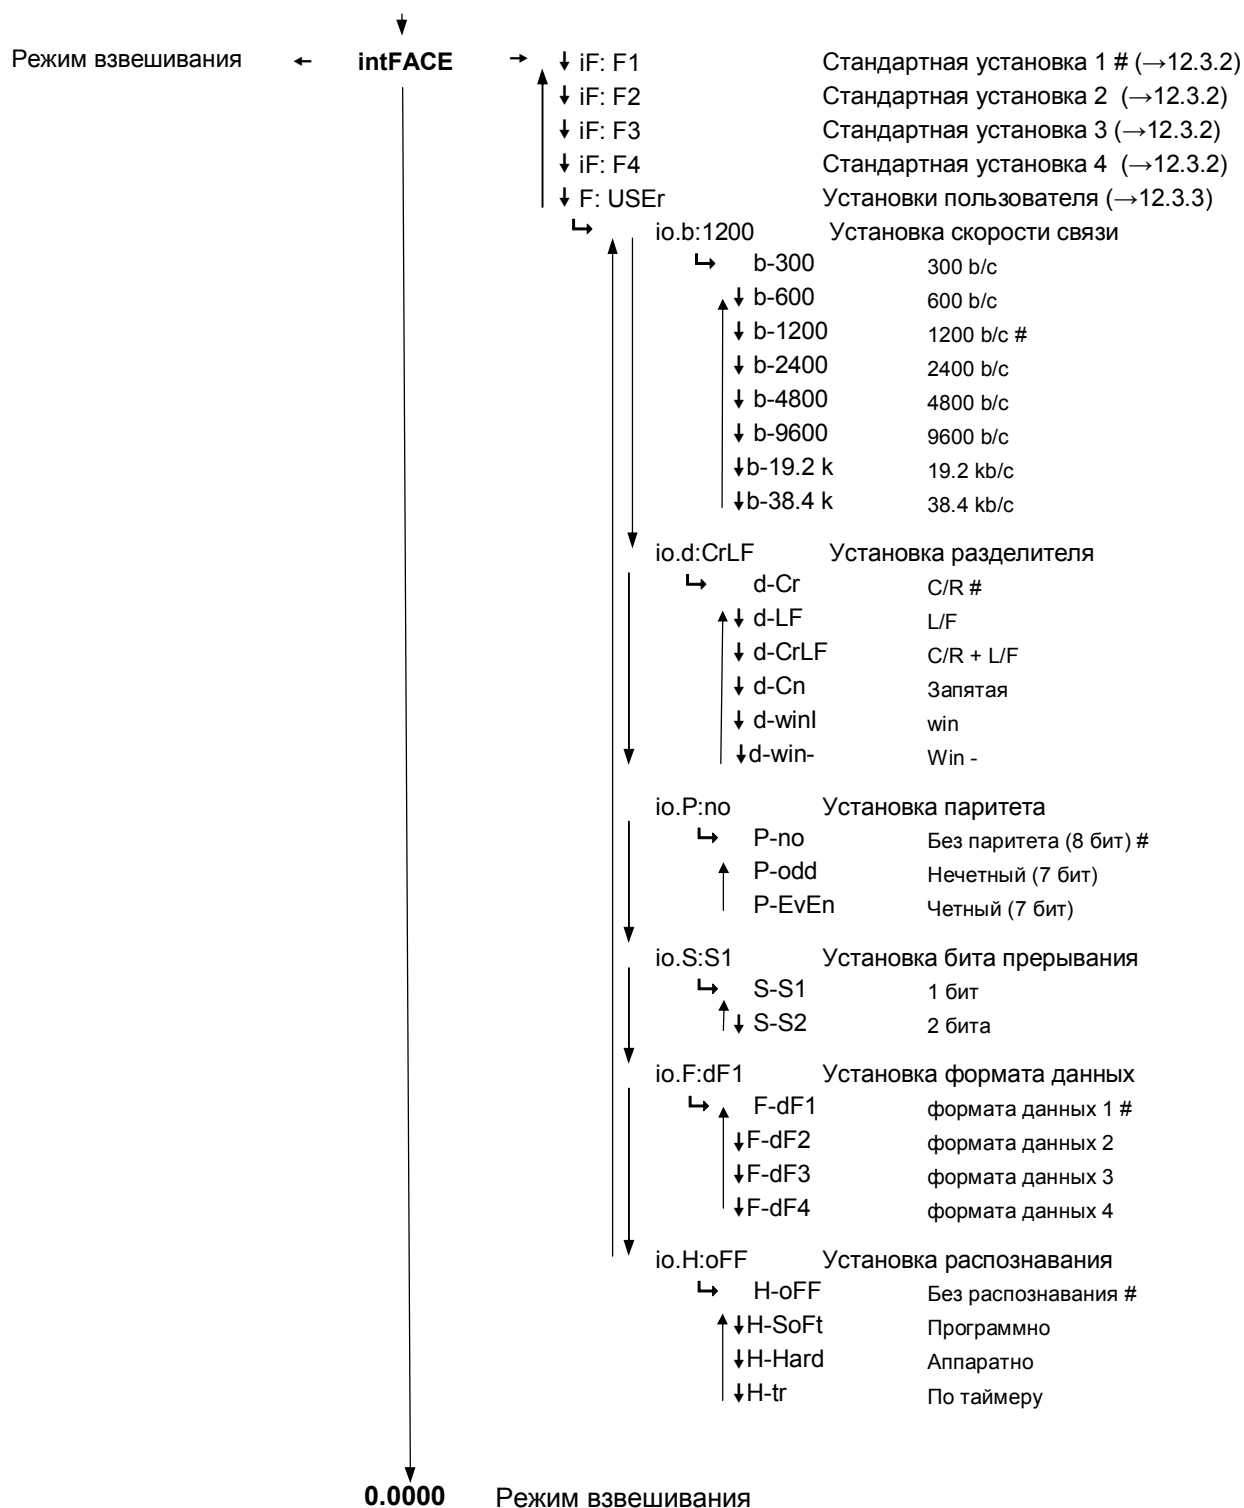 Режим взвешивания ← intFACE → ↓ iF: F1 Стандартная установка 1 # (→12.3.2)
↓ iF: F2 Стандартная установка 2 (→12.3.2)
↓ iF: F3 Стандартная установка 3 (→12.3.2)
↓ iF: F4 Стандартная установка 4 (→12.3.2)
↓ F: USEr Установки пользователя (→12.3.3)
io.b:1200 Установка скорости связи
b-300 300 b/c
↓ b-600 600 b/c
↓ b-1200 1200 b/c #
↓ b-2400 2400 b/c
↓ b-4800 4800 b/c
↓ b-9600 9600 b/c
↓b-19.2 k 19.2 kb/c
↓b-38.4 k 38.4 kb/c
io.d:CrLF Установка разделителя
d-Cr C/R #
↓ d-LF L/F
↓ d-CrLF C/R + L/F
↓ d-Cn Запятая
↓ d-winI win
↓d-win- Win -
io.P:no Установка паритета
P-no Без паритета (8 бит) #
P-odd Нечетный (7 бит)
P-EvEn Четный (7 бит)
io.S:S1 Установка бита прерывания
S-S1 1 бит
↓ S-S2 2 бита
io.F:dF1 Установка формата данных
F-dF1 формата данных 1 #
↓F-dF2 формата данных 2
↓F-dF3 формата данных 3
↓F-dF4 формата данных 4
io.H:oFF Установка распознавания
H-oFF Без распознавания #
↓H-SoFt Программно
↓H-Hard Аппаратно
↓H-tr По таймеру
0.0000 Режим взвешивания